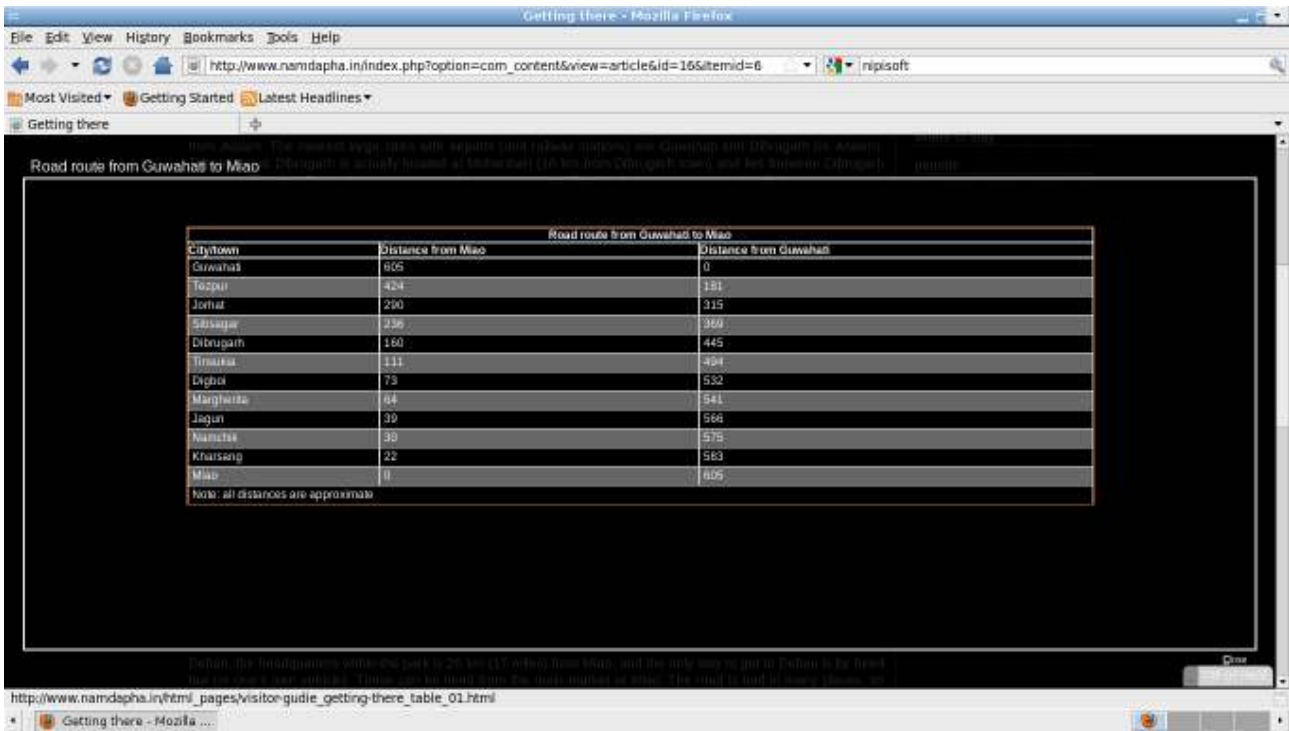 Getting there - Mozilla Firefox
File Edit View History Bookmarks Tools Help
http://www.namdapha.in/index.php?option=com_content&view=article&id=16&Itemid=6 nipisoft
Most Visited Getting Started Latest Headlines
Getting there
Road route from Guwahati to Miao
Road route from Guwahati to Miao
City/town Distance from Miao Distance from Guwahati
Guwahati 605 0
Tezpur 424 181
Jorhat 290 315
Sibsagar 236 369
Dibrugarh 160 445
Tinsukia 111 494
Digboi 73 532
Margherita 64 541
Jagun 39 566
Namchik 30 575
Kharsang 22 583
Miao 0 605
Note: all distances are approximate
http://www.namdapha.in/html_pages/visitor-gudie_getting-there_table_01.html
Getting there - Mozilla ...